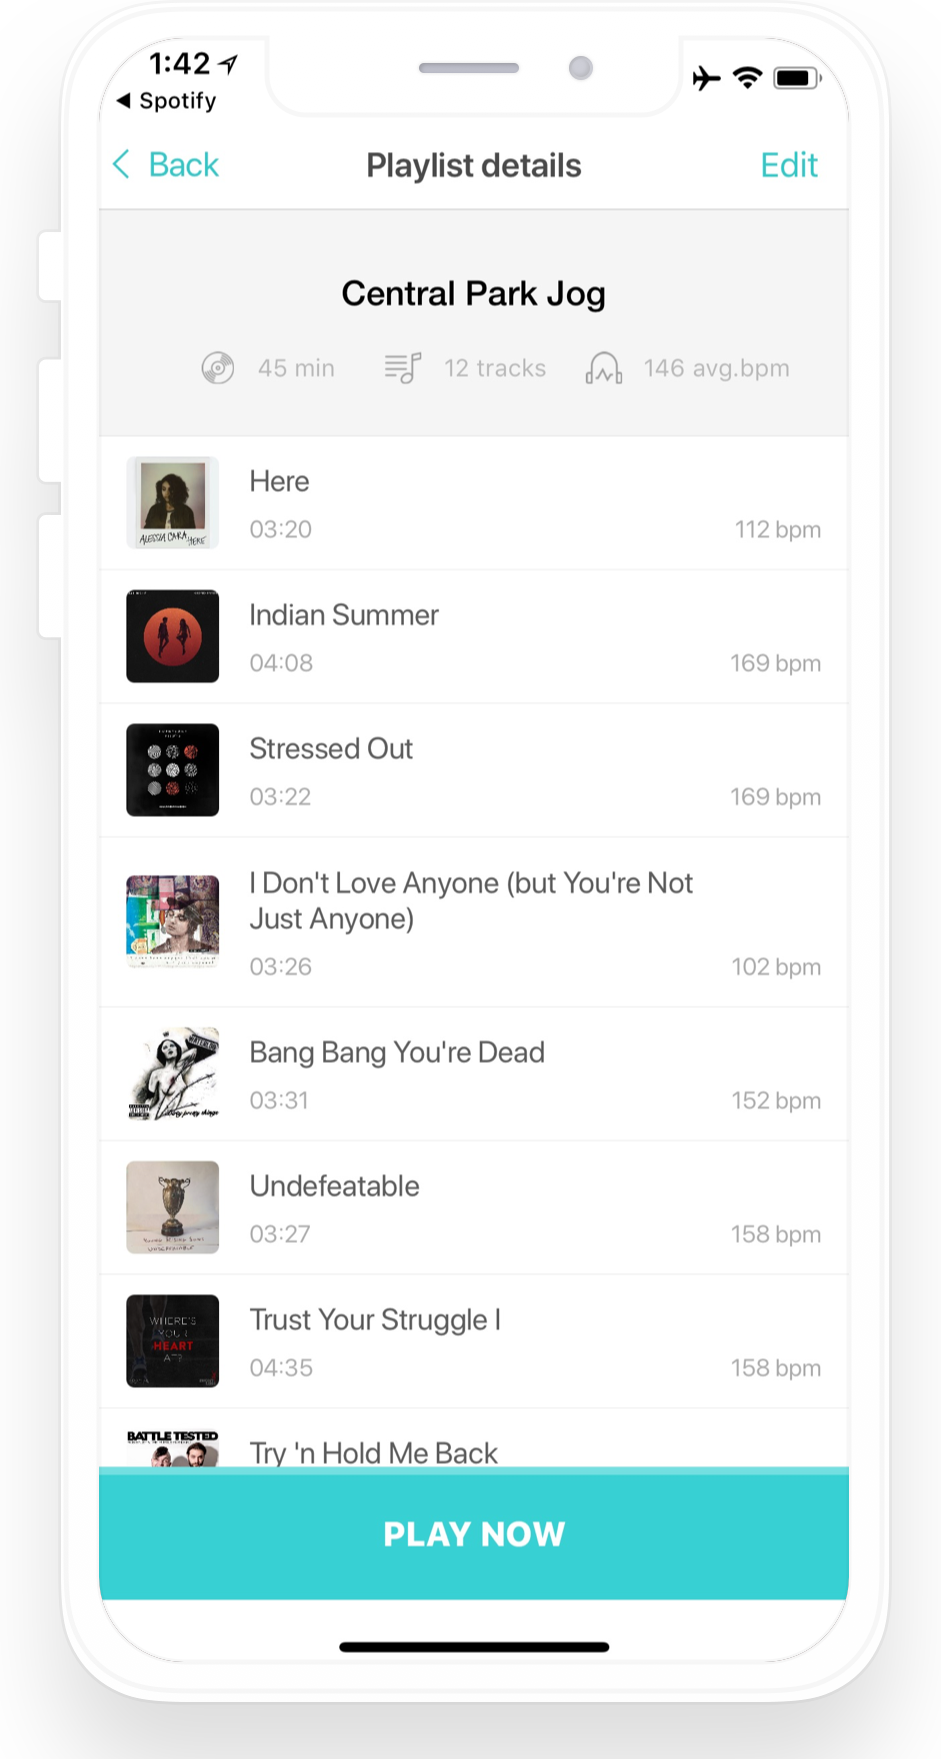 1:42
◀ Spotify
Back
Playlist details
Edit
Central Park Jog
45 min
12 tracks
146 avg.bpm
ALESSIA CARA HERE
Here
03:20
112 bpm
Indian Summer
04:08
169 bpm
Stressed Out
03:22
169 bpm
I Don't Love Anyone (but You're Not
Just Anyone)
03:26
102 bpm
Bang Bang You're Dead
03:31
152 bpm
Undefeatable
03:27
158 bpm
WHERE'S
HEART
AT?
Trust Your Struggle I
04:35
158 bpm
BATTLE TESTED
Try 'n Hold Me Back
PLAY NOW